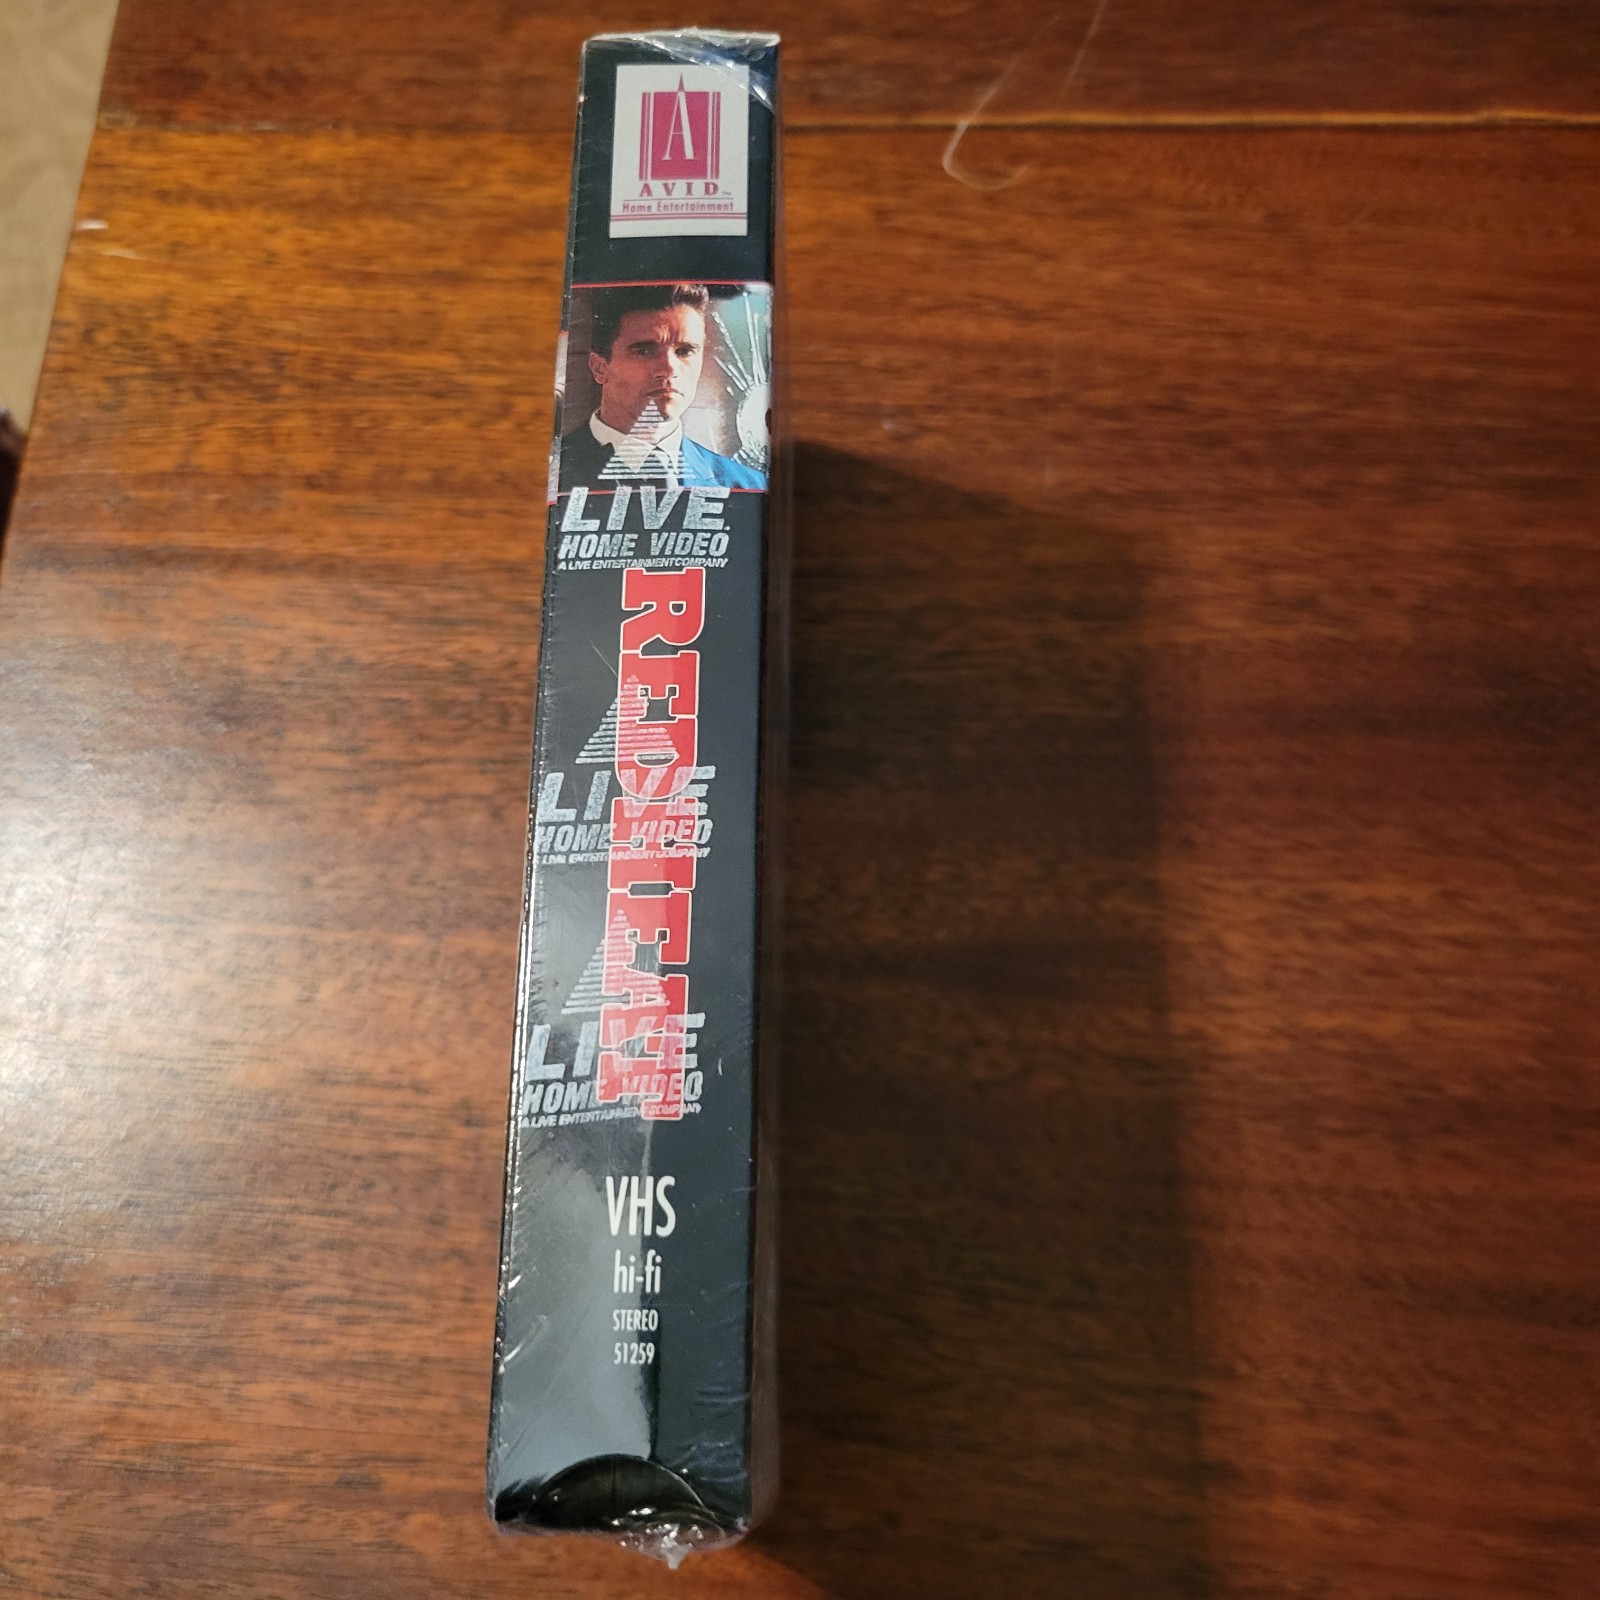 A
AVID™
Home Entertainment
LIVE
HOME VIDEO
A LIVE ENTERTAINMENT COMPANY
RED HEAT
LIVE
HOME VIDEO
A LIVE ENTERTAINMENT COMPANY
LIVE
HOME VIDEO
A LIVE ENTERTAINMENT COMPANY
VHS
hi-fi
STEREO
51259